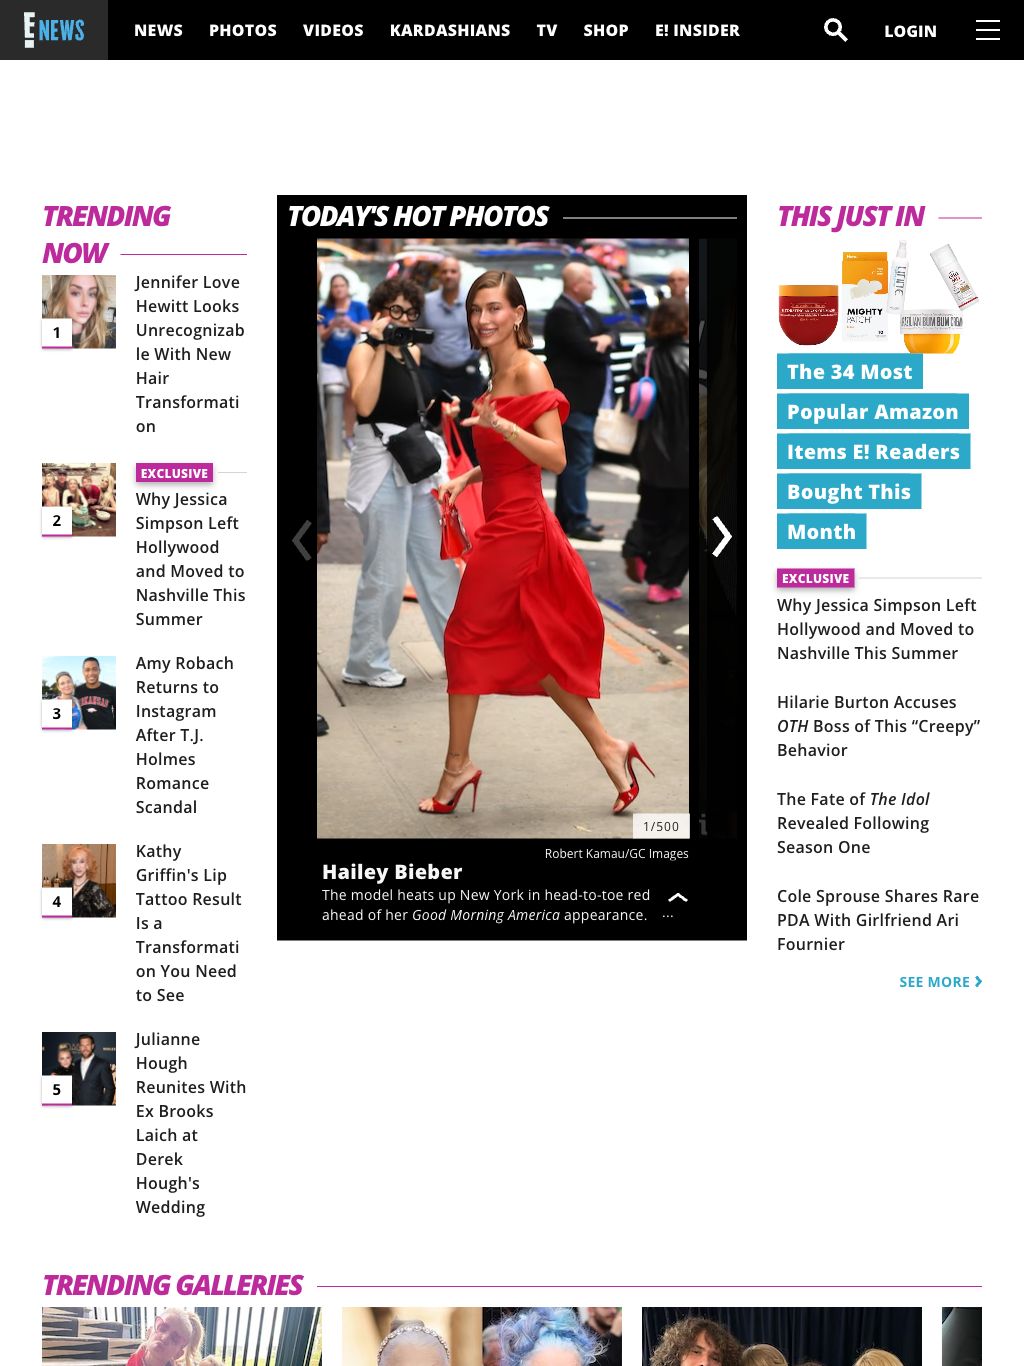 E! NEWS
NEWS
PHOTOS
VIDEOS
KARDASHIANS
TV
SHOP
E! INSIDER
LOGIN
TRENDING
NOW
1
Jennifer Love
Hewitt Looks
Unrecognizab
le With New
Hair
Transformati
on
2
EXCLUSIVE
Why Jessica
Simpson Left
Hollywood
and Moved to
Nashville This
Summer
3
Amy Robach
Returns to
Instagram
After T.J.
Holmes
Romance
Scandal
4
Kathy
Griffin's Lip
Tattoo Result
Is a
Transformati
on You Need
to See
5
Julianne
Hough
Reunites With
Ex Brooks
Laich at
Derek
Hough's
Wedding
TODAY'S HOT PHOTOS
1/500
Robert Kamau/GC Images
Hailey Bieber
The model heats up New York in head-to-toe red
ahead of her Good Morning America appearance. ...
THIS JUST IN
MIGHTY
PATCH
The 34 Most
Popular Amazon
Items E! Readers
Bought This
Month
EXCLUSIVE
Why Jessica Simpson Left
Hollywood and Moved to
Nashville This Summer
Hilarie Burton Accuses
OTH Boss of This “Creepy”
Behavior
The Fate of The Idol
Revealed Following
Season One
Cole Sprouse Shares Rare
PDA With Girlfriend Ari
Fournier
SEE MORE
TRENDING GALLERIES